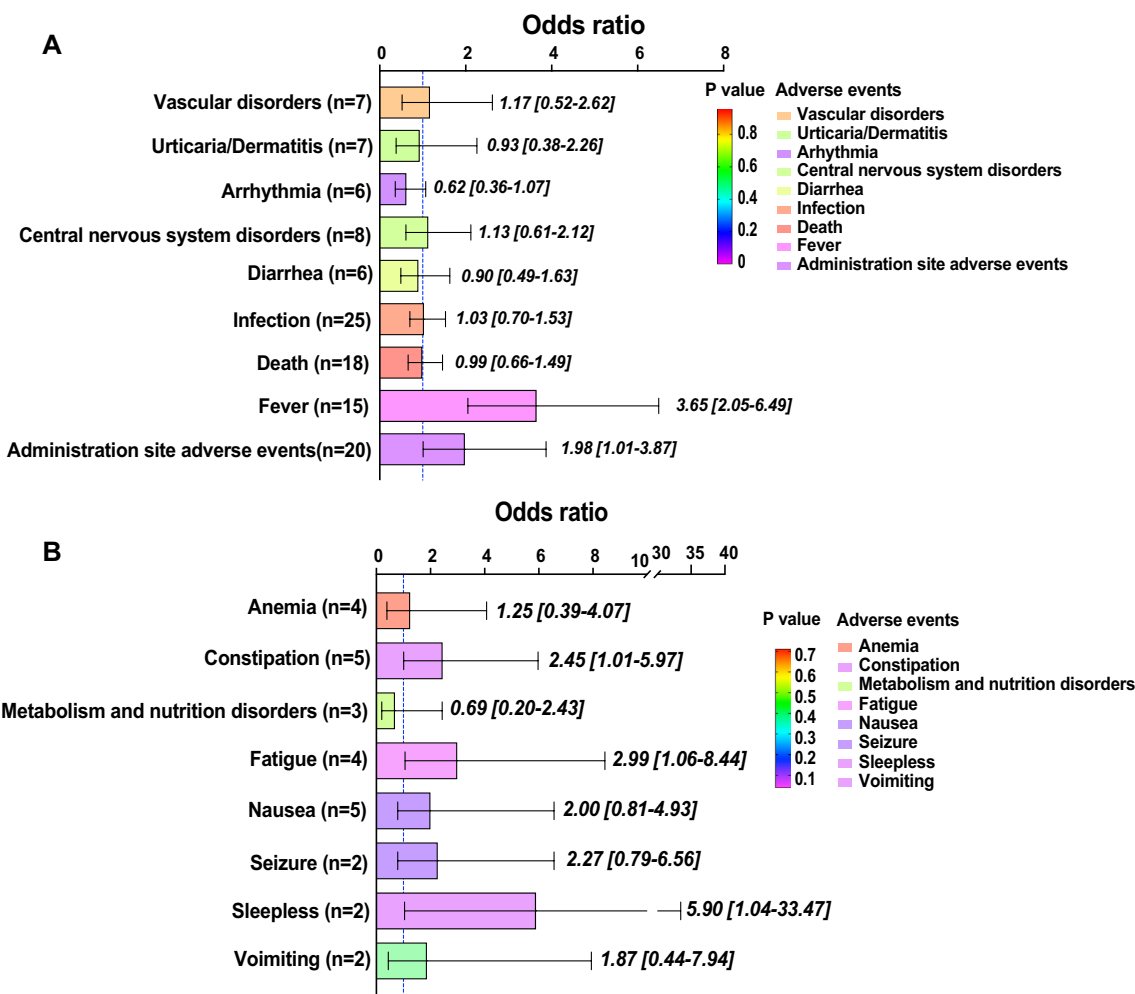 A
Odds ratio
0 2 4 6 8
Vascular disorders (n=7) 1.17 [0.52-2.62]
Urticaria/Dermatitis (n=7) 0.93 [0.38-2.26]
Arrhythmia (n=6) 0.62 [0.36-1.07]
Central nervous system disorders (n=8) 1.13 [0.61-2.12]
Diarrhea (n=6) 0.90 [0.49-1.63]
Infection (n=25) 1.03 [0.70-1.53]
Death (n=18) 0.99 [0.66-1.49]
Fever (n=15) 3.65 [2.05-6.49]
Administration site adverse events(n=20) 1.98 [1.01-3.87]
P value Adverse events
0.8
0.6
0.4
0.2
0
Vascular disorders
Urticaria/Dermatitis
Arhythmia
Central nervous system disorders
Diarrhea
Infection
Death
Fever
Administration site adverse events
B
Odds ratio
0 2 4 6 8 10 30 35 40
Anemia (n=4) 1.25 [0.39-4.07]
Constipation (n=5) 2.45 [1.01-5.97]
Metabolism and nutrition disorders (n=3) 0.69 [0.20-2.43]
Fatigue (n=4) 2.99 [1.06-8.44]
Nausea (n=5) 2.00 [0.81-4.93]
Seizure (n=2) 2.27 [0.79-6.56]
Sleepless (n=2) 5.90 [1.04-33.47]
Voimiting (n=2) 1.87 [0.44-7.94]
P value Adverse events
0.7
0.6
0.5
0.4
0.3
0.2
0.1
Anemia
Constipation
Metabolism and nutrition disorders
Fatigue
Nausea
Seizure
Sleepless
Voimiting